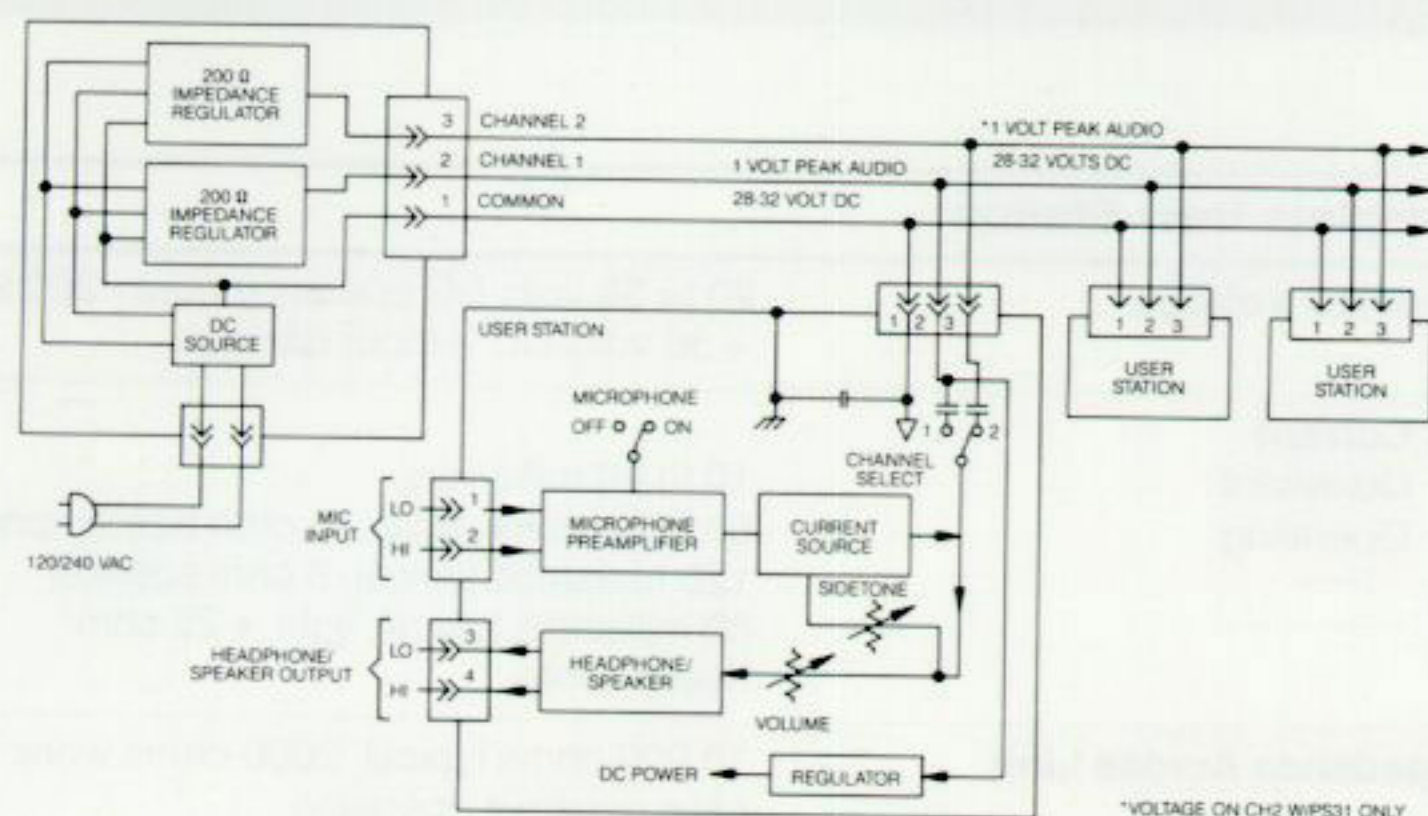 200 Ω
IMPEDANCE
REGULATOR
200 Ω
IMPEDANCE
REGULATOR
DC
SOURCE
120/240 VAC
3 CHANNEL 2
2 CHANNEL 1
1 COMMON
1 VOLT PEAK AUDIO
28-32 VOLT DC
*1 VOLT PEAK AUDIO
28-32 VOLTS DC
USER STATION
1 2 3
1 2 3
USER
STATION
1 2 3
USER
STATION
MICROPHONE
OFF ON
1 2
CHANNEL
SELECT
MIC
INPUT
LO 1
HI 2
MICROPHONE
PREAMPLIFIER
CURRENT
SOURCE
SIDETONE
HEADPHONE/
SPEAKER OUTPUT
LO 3
HI 4
HEADPHONE/
SPEAKER
VOLUME
DC POWER
REGULATOR
*VOLTAGE ON CH2 W/PS31 ONLY